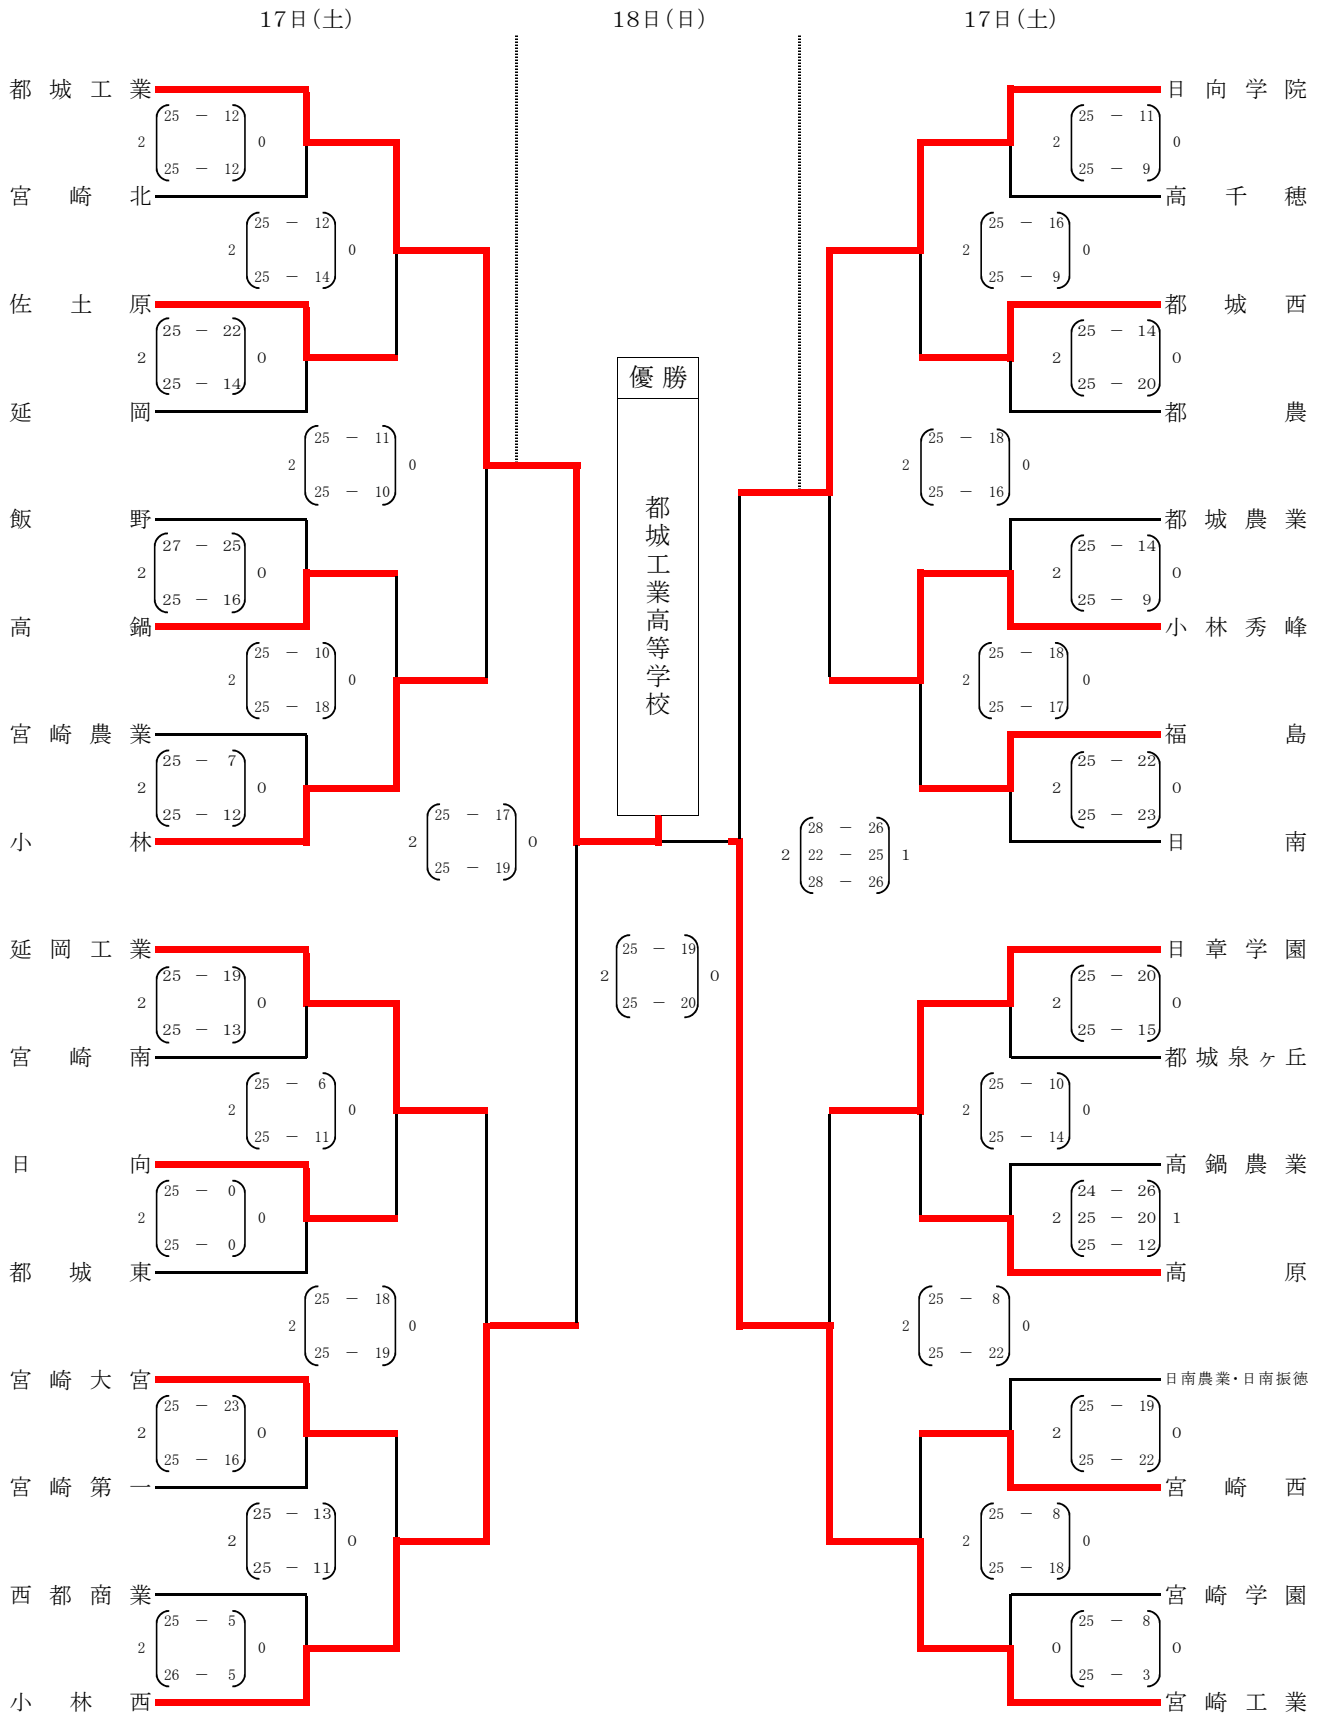 17日(土)
18日(日)
17日(土)
都城工業
25 － 12
2 0
25 － 12
宮崎北
25 － 12
2 0
25 － 14
佐土原
25 － 22
2 0
25 － 14
延岡
25 － 11
2 0
25 － 10
飯野
27 － 25
2 0
25 － 16
高鍋
25 － 10
2 0
25 － 18
宮崎農業
25 － 7
2 0
25 － 12
小林
25 － 17
2 0
25 － 19
延岡工業
25 － 19
2 0
25 － 13
宮崎南
25 － 6
2 0
25 － 11
日向
25 － 0
2 0
25 － 0
都城東
25 － 18
2 0
25 － 19
宮崎大宮
25 － 23
2 0
25 － 16
宮崎第一
25 － 13
2 0
25 － 11
西都商業
25 － 5
2 0
26 － 5
小林西
優勝
都城工業高等学校
25 － 19
2 0
25 － 20
日向学院
25 － 11
2 0
25 － 9
高千穂
25 － 16
2 0
25 － 9
都城西
25 － 14
2 0
25 － 20
都農
25 － 18
2 0
25 － 16
都城農業
25 － 14
2 0
25 － 9
小林秀峰
25 － 18
2 0
25 － 17
福島
25 － 22
2 0
25 － 23
日南
28 － 26
2 22 － 25 1
28 － 26
日章学園
25 － 20
2 0
25 － 15
都城泉ヶ丘
25 － 10
2 0
25 － 14
高鍋農業
24 － 26
2 25 － 20 1
25 － 12
高原
25 － 8
2 0
25 － 22
日南農業・日南振徳
25 － 19
2 0
25 － 22
宮崎西
25 － 8
2 0
25 － 18
宮崎学園
25 － 8
0 0
25 － 3
宮崎工業